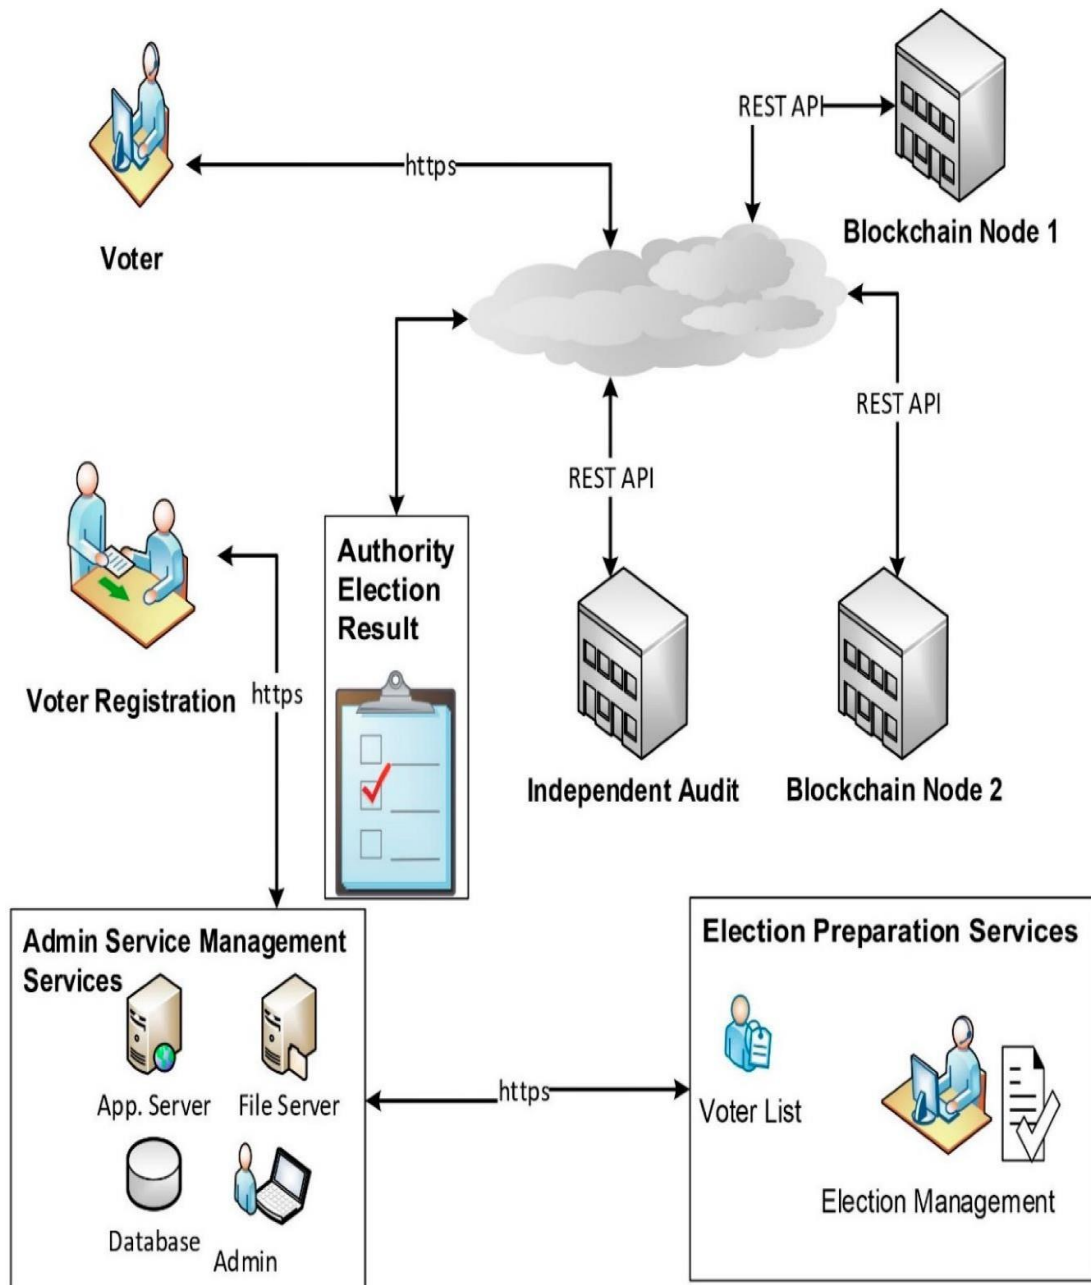 REST API
https
Blockchain Node 1
Voter
REST API
REST API
Authority
Election
Result
Voter Registration
https
Independent Audit
Blockchain Node 2
Admin Service Management
Services
App. Server
File Server
Database
Admin
https
Election Preparation Services
Voter List
Election Management